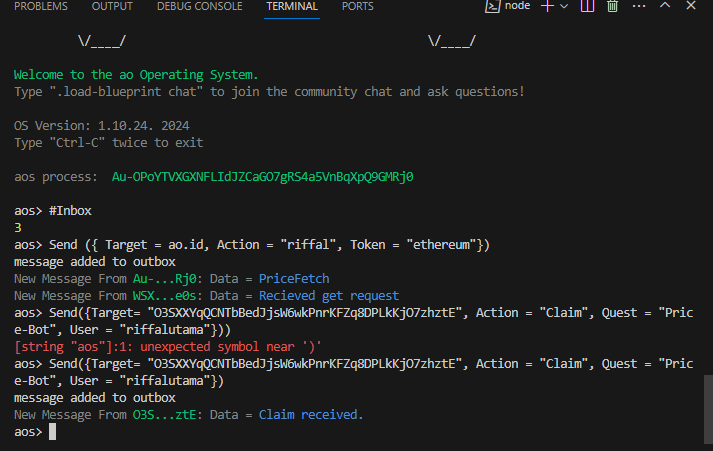 PROBLEMS OUTPUT DEBUG CONSOLE TERMINAL PORTS node
\/____/ \/____/
Welcome to the ao Operating System.
Type ".load-blueprint chat" to join the community chat and ask questions!
OS Version: 1.10.24. 2024
Type "Ctrl-C" twice to exit
aos process: Au-OPoYTVXGXNFLIdJZCaGO7gRS4a5VnBqXpQ9GMRj0
aos> #Inbox
3
aos> Send ({ Target = ao.id, Action = "riffal", Token = "ethereum"})
message added to outbox
New Message From Au-...Rj0: Data = PriceFetch
New Message From WSX...e0s: Data = Recieved get request
aos> Send({Target= "O3SXXYqQCNTbBedJjsW6wkPnrKFZq8DPLkKjO7zhztE", Action = "Claim", Quest = "Pric
e-Bot", User = "riffalutama"}))
[string "aos"]:1: unexpected symbol near ')'
aos> Send({Target= "O3SXXYqQCNTbBedJjsW6wkPnrKFZq8DPLkKjO7zhztE", Action = "Claim", Quest = "Pric
e-Bot", User = "riffalutama"})
message added to outbox
New Message From O3S...ztE: Data = Claim received.
aos>